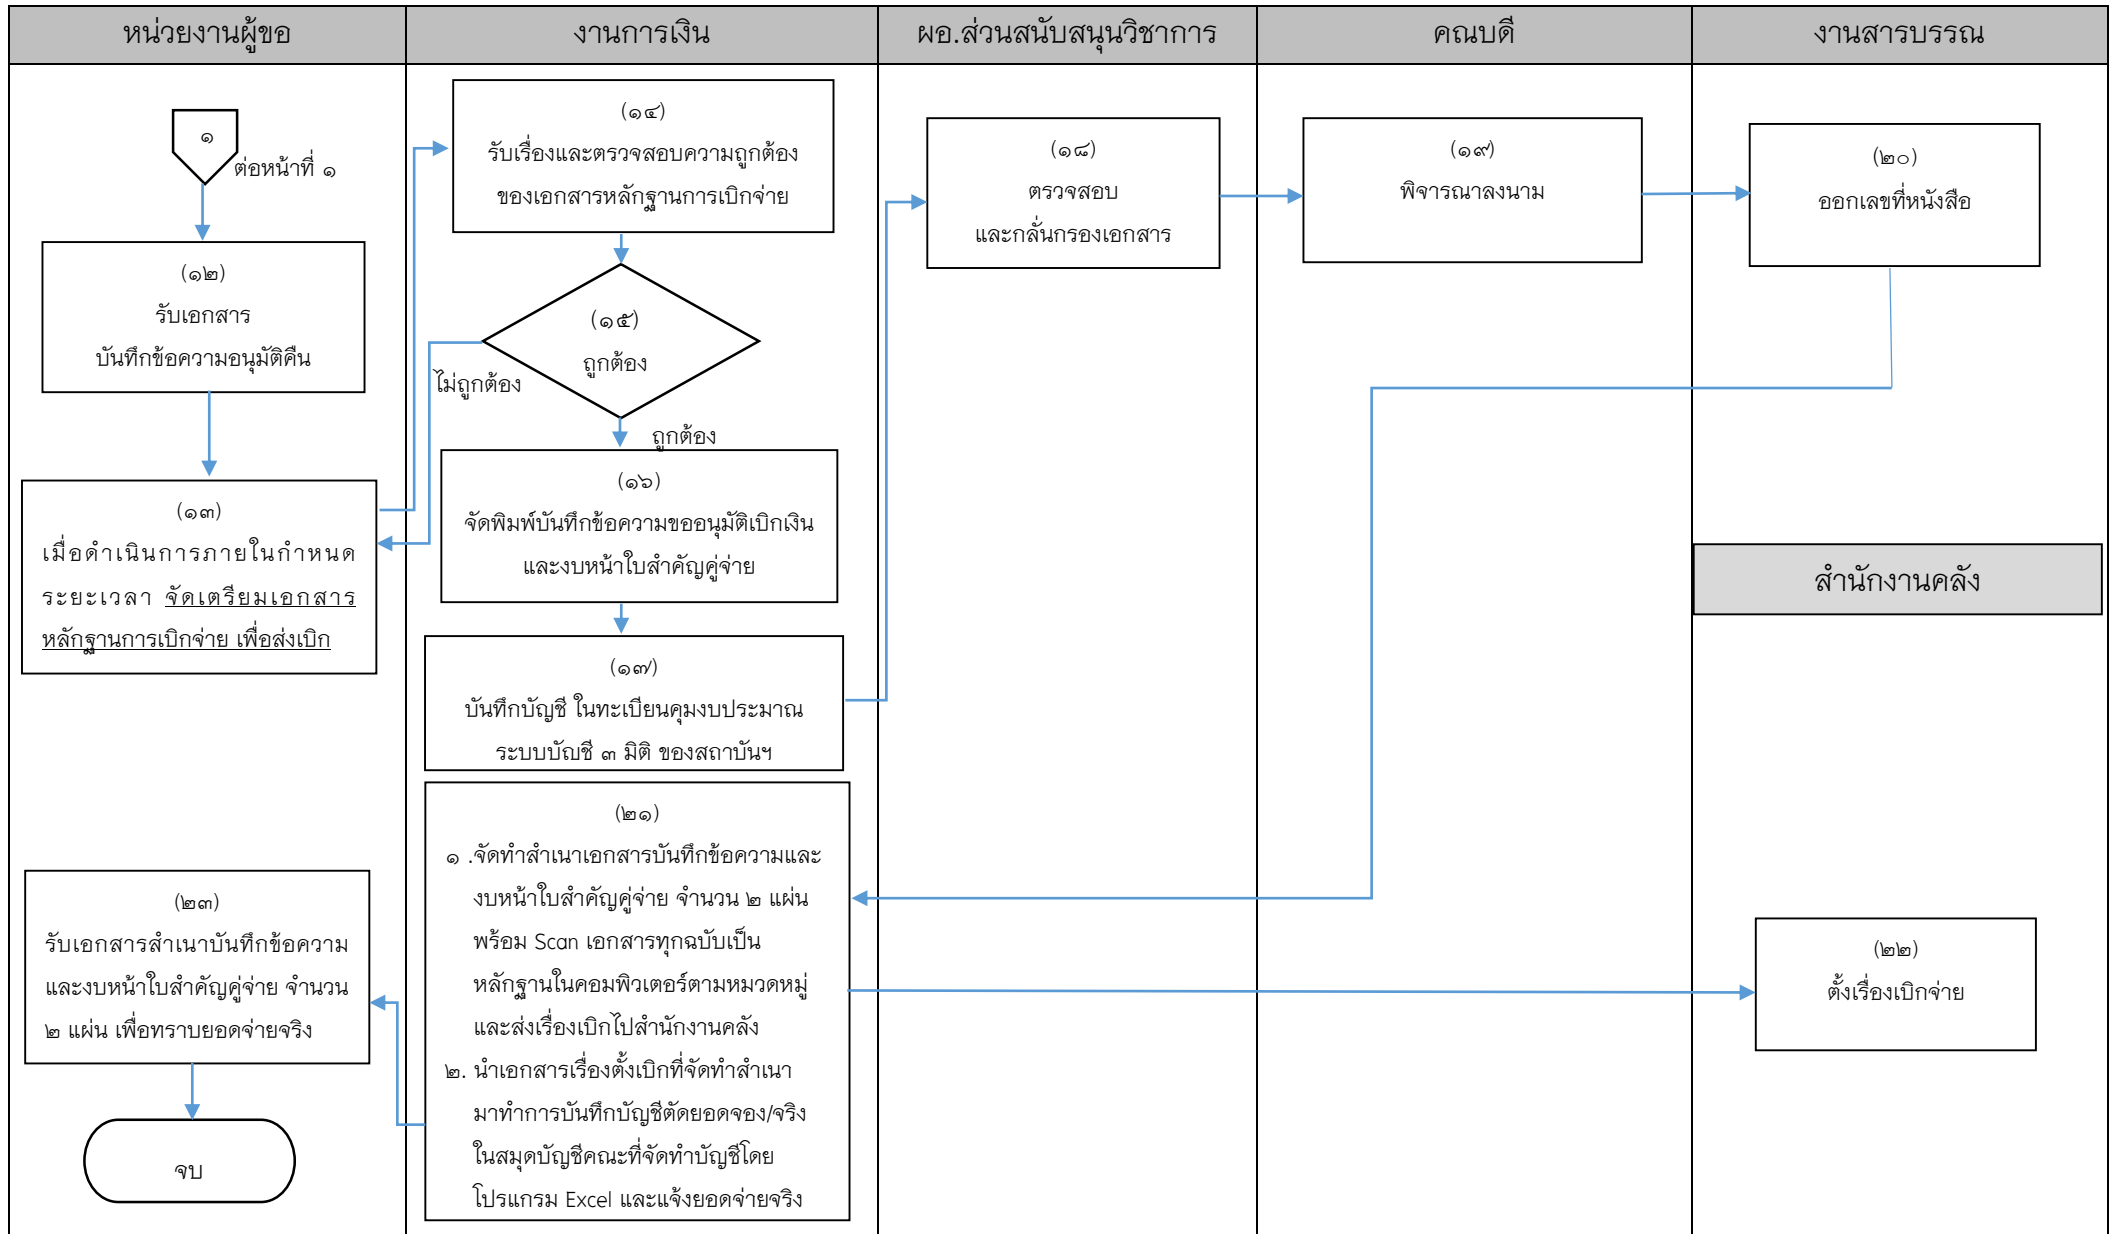 หน่วยงานผู้ขอ
งานการเงิน
ผอ.ส่วนสนับสนุนวิชาการ
คณบดี
งานสารบรรณ
๑
ต่อหน้าที่ ๑
(๑๒)
รับเอกสาร
บันทึกข้อความอนุมัติคืน
(๑๓)
เมื่อดำเนินการภายในกำหนด
ระยะเวลา จัดเตรียมเอกสาร
หลักฐานการเบิกจ่าย เพื่อส่งเบิก
(๑๔)
รับเรื่องและตรวจสอบความถูกต้อง
ของเอกสารหลักฐานการเบิกจ่าย
(๑๕)
ถูกต้อง
ไม่ถูกต้อง
ถูกต้อง
(๑๖)
จัดพิมพ์บันทึกข้อความขออนุมัติเบิกเงิน
และงบหน้าใบสำคัญคู่จ่าย
(๑๗)
บันทึกบัญชี ในทะเบียนคุมงบประมาณ
ระบบบัญชี ๓ มิติ ของสถาบันฯ
(๑๘)
ตรวจสอบ
และกลั่นกรองเอกสาร
(๑๙)
พิจารณาลงนาม
(๒๐)
ออกเลขที่หนังสือ
สำนักงานคลัง
(๒๑)
๑ .จัดทำสำเนาเอกสารบันทึกข้อความและ
งบหน้าใบสำคัญคู่จ่าย จำนวน ๒ แผ่น
พร้อม Scan เอกสารทุกฉบับเป็น
หลักฐานในคอมพิวเตอร์ตามหมวดหมู่
และส่งเรื่องเบิกไปสำนักงานคลัง
๒. นำเอกสารเรื่องตั้งเบิกที่จัดทำสำเนา
มาทำการบันทึกบัญชีตัดยอดจอง/จริง
ในสมุดบัญชีคณะที่จัดทำบัญชีโดย
โปรแกรม Excel และแจ้งยอดจ่ายจริง
(๒๒)
ตั้งเรื่องเบิกจ่าย
(๒๓)
รับเอกสารสำเนาบันทึกข้อความ
และงบหน้าใบสำคัญคู่จ่าย จำนวน
๒ แผ่น เพื่อทราบยอดจ่ายจริง
จบ